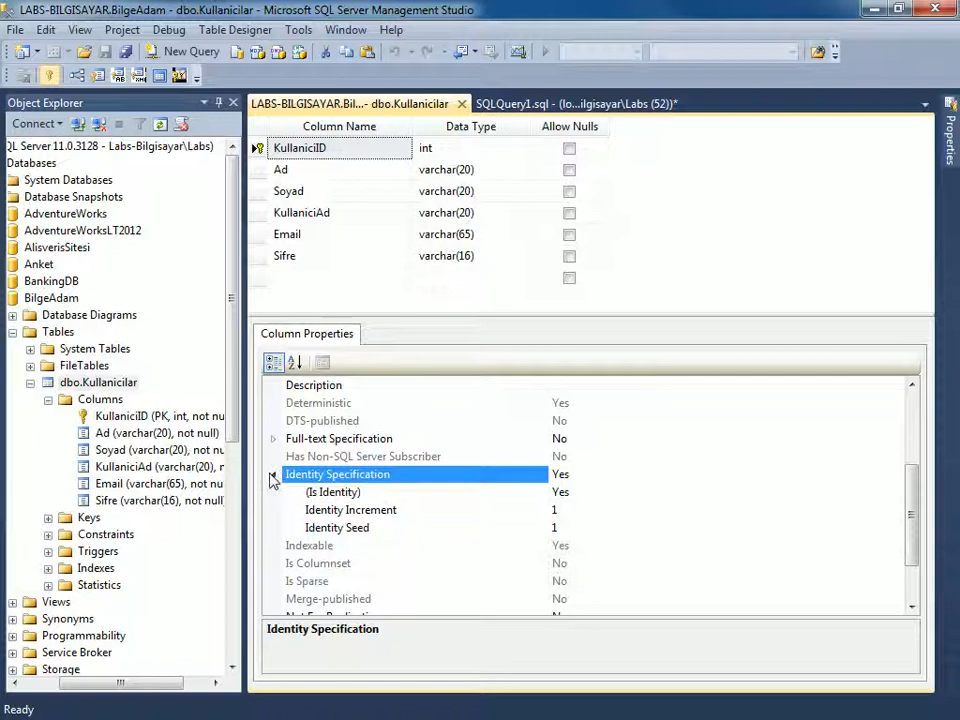 LABS-BILGISAYAR.BilgeAdam - dbo.Kullanicilar - Microsoft SQL Server Management Studio
File Edit View Project Debug Table Designer Tools Window Help
New Query
Object Explorer
LABS-BILGISAYAR.Bil...- dbo.Kullanicilar
SQLQuery1.sql - (lo...ilgisayar\Labs (52))*
Properties
Connect
QL Server 11.0.3128 - Labs-Bilgisayar\Labs)
Databases
System Databases
Database Snapshots
AdventureWorks
AdventureWorksLT2012
AlisverisSitesi
Anket
BankingDB
BilgeAdam
Database Diagrams
Tables
System Tables
FileTables
dbo.Kullanicilar
Columns
KullaniciID (PK, int, not nu
Ad (varchar(20), not null)
Soyad (varchar(20), not
KullaniciAd (varchar(20), n
Email (varchar(65), not nu
Sifre (varchar(16), not null
Keys
Constraints
Triggers
Indexes
Statistics
Views
Synonyms
Programmability
Service Broker
Storage
Column Name Data Type Allow Nulls
KullaniciID int
Ad varchar(20)
Soyad varchar(20)
KullaniciAd varchar(20)
Email varchar(65)
Sifre varchar(16)
Column Properties
Description
Deterministic Yes
DTS-published No
Full-text Specification No
Has Non-SQL Server Subscriber No
Identity Specification Yes
(Is Identity) Yes
Identity Increment 1
Identity Seed 1
Indexable Yes
Is Columnset No
Is Sparse No
Merge-published No
Identity Specification
Ready